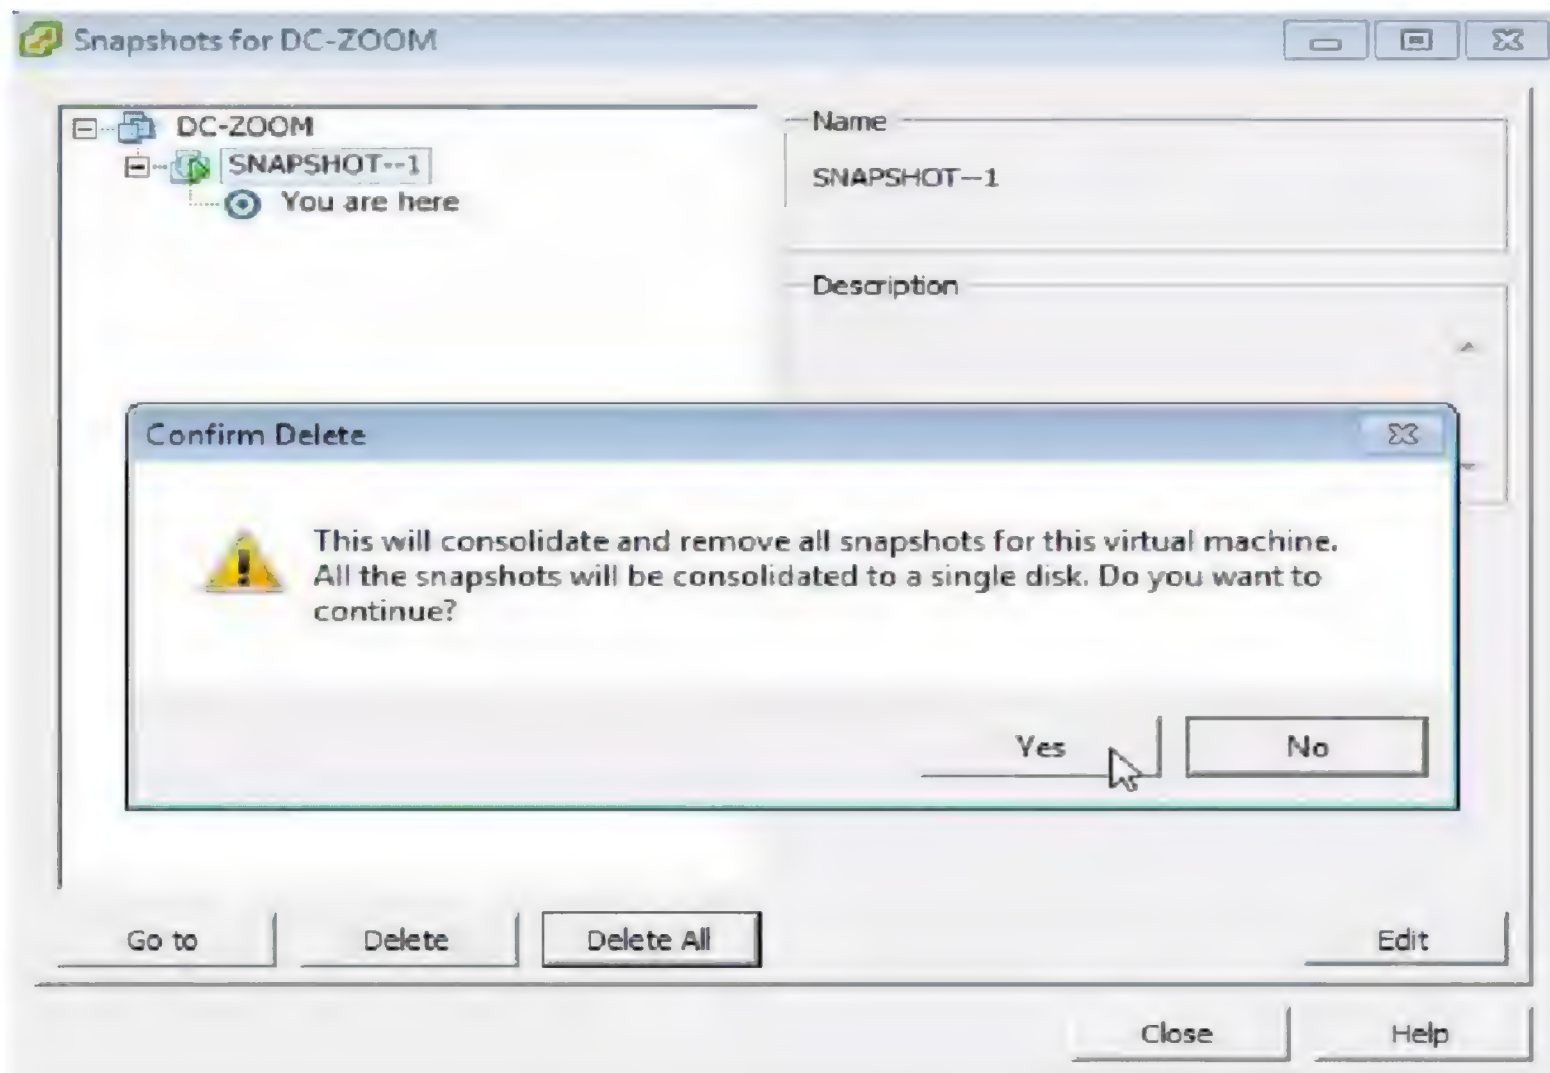 Snapshots for DC-ZOOM
DC-ZOOM
SNAPSHOT--1
You are here
Name
SNAPSHOT--1
Description
Confirm Delete
This will consolidate and remove all snapshots for this virtual machine.
All the snapshots will be consolidated to a single disk. Do you want to
continue?
Yes
No
Go to
Delete
Delete All
Edit
Close
Help